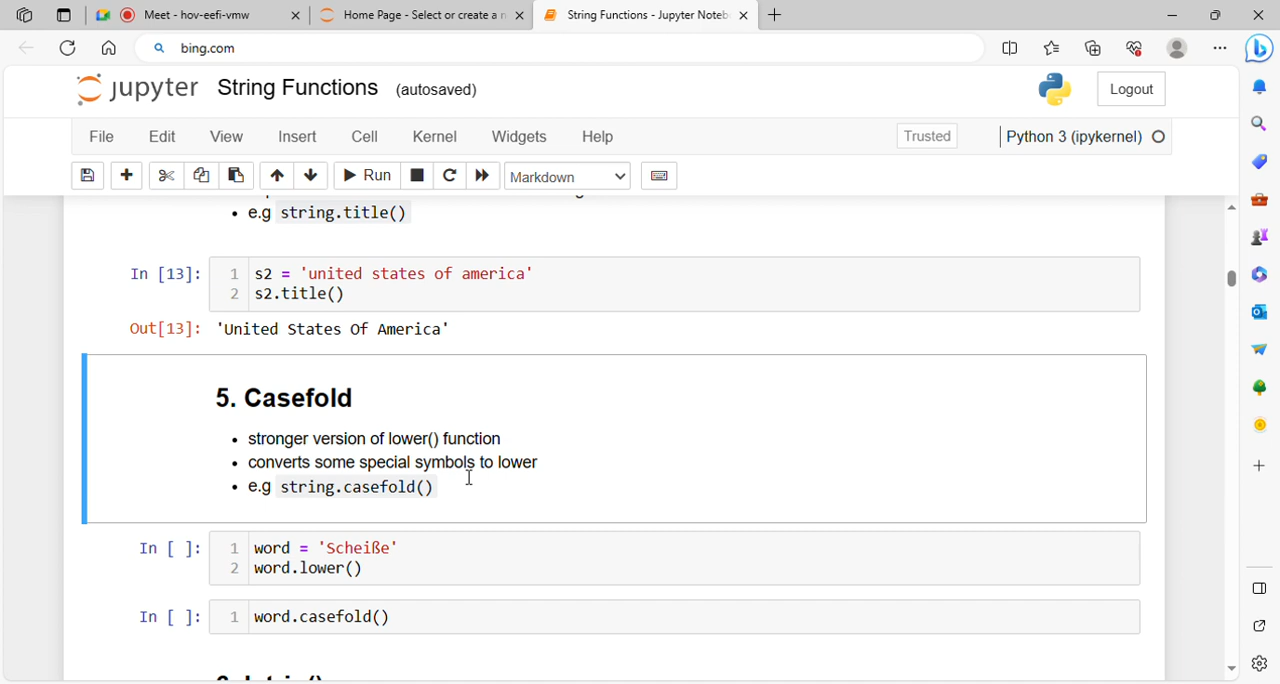 Meet - hov-eefi-vmw
Home Page - Select or create a n
String Functions - Jupyter Noteb
bing.com
jupyter String Functions (autosaved)
Logout
File Edit View Insert Cell Kernel Widgets Help
Trusted
Python 3 (ipykernel)
Run
Markdown
• e.g string.title()
In [13]:
1 s2 = 'united states of america'
2 s2.title()
Out[13]: 'United States Of America'
5. Casefold
• stronger version of lower() function
• converts some special symbols to lower
• e.g string.casefold()
In [ ]:
1 word = 'Scheiße'
2 word.lower()
In [ ]:
1 word.casefold()